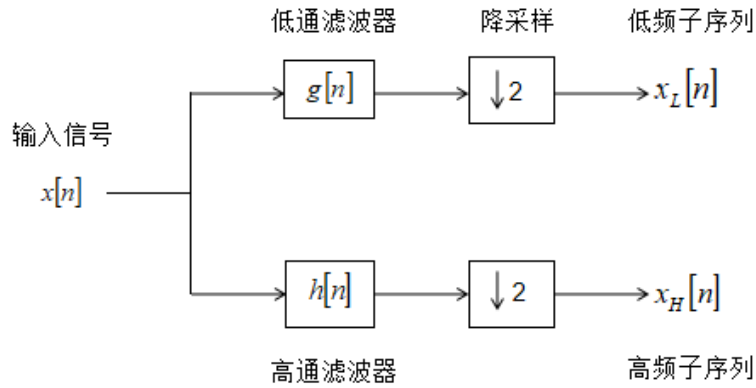 低通滤波器 降采样 低频子序列
g[n] ↓2 x_L[n]
输入信号
x[n]
h[n] ↓2 x_H[n]
高通滤波器 高频子序列